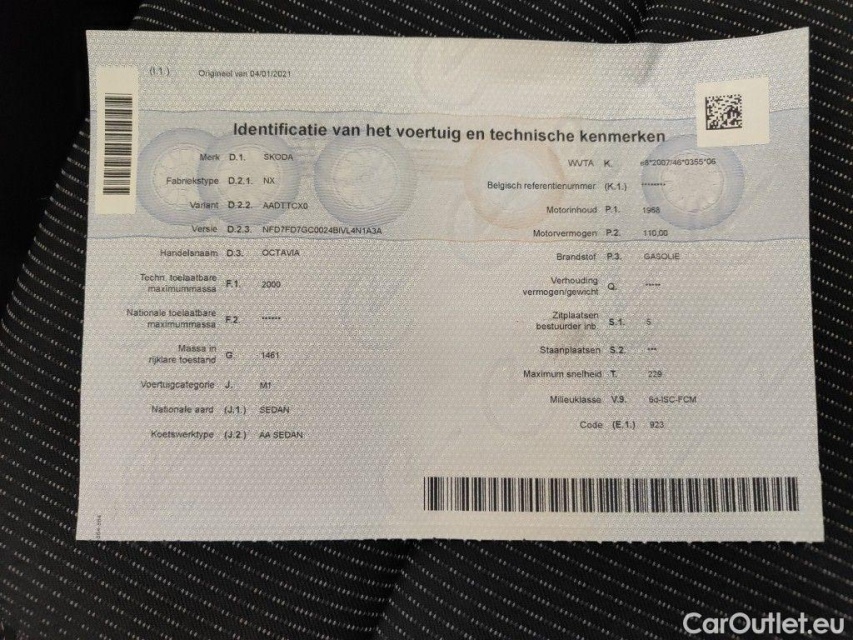 (I.1.) Origineel van 04/01/2021
Identificatie van het voertuig en technische kenmerken
Merk D.1. SKODA
Fabriekstype D.2.1. NX
Variant D.2.2. AADTTCX0
Versie D.2.3. NFD7FD7GC0024BIVL4N1A3A
Handelsnaam D.3. OCTAVIA
Techn. toelaatbare
maximummassa F.1. 2000
Nationale toelaatbare
maximummassa F.2. ******
Massa in
rijklare toestand G. 1461
Voertuigcategorie J. M1
Nationale aard (J.1.) SEDAN
Koetswerktype (J.2.) AA SEDAN
WVTA K. e8*2007/46*0355*06
Belgisch referentienummer (K.1.) ********
Motorinhoud P.1. 1968
Motorvermogen P.2. 110,00
Brandstof P.3. GASOLIE
Verhouding
vermogen/gewicht Q. *****
Zitplaatsen
bestuurder inb. S.1. 5
Staanplaatsen S.2. ***
Maximum snelheid T. 229
Milieuklasse V.9. 6d-ISC-FCM
Code (E.1.) 923
CarOutlet.eu